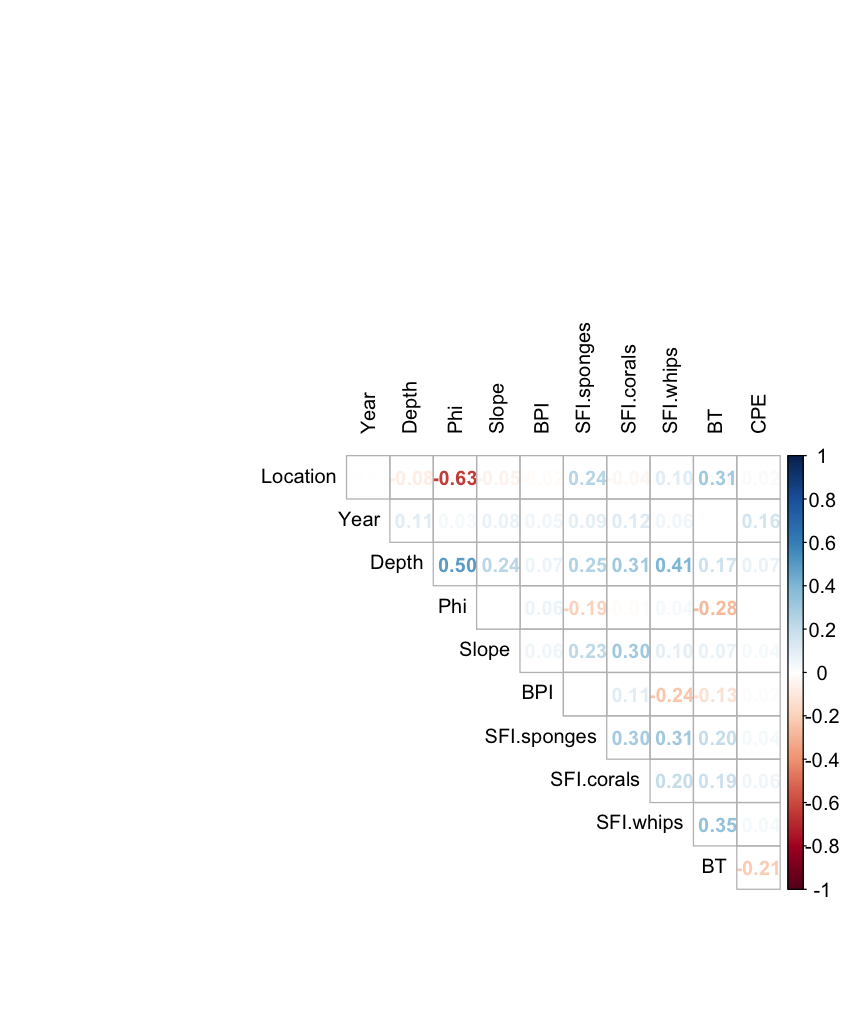 Year Depth Phi Slope BPI SFI.sponges SFI.corals SFI.whips BT CPE
Location -0.08 -0.63 -0.05 0.24 -0.04 0.10 0.31 0.02
Year 0.11 0.03 0.08 0.05 0.09 0.12 0.06 0.16
Depth 0.50 0.24 0.07 0.25 0.31 0.41 0.17 0.07
Phi 0.06 -0.19 0.04 -0.28
Slope 0.06 0.23 0.30 0.10 0.07 0.04
BPI 0.11 -0.24 -0.13
SFI.sponges 0.30 0.31 0.20 0.04
SFI.corals 0.20 0.19 0.06
SFI.whips 0.35 0.04
BT -0.21
1
0.8
0.6
0.4
0.2
0
-0.2
-0.4
-0.6
-0.8
-1